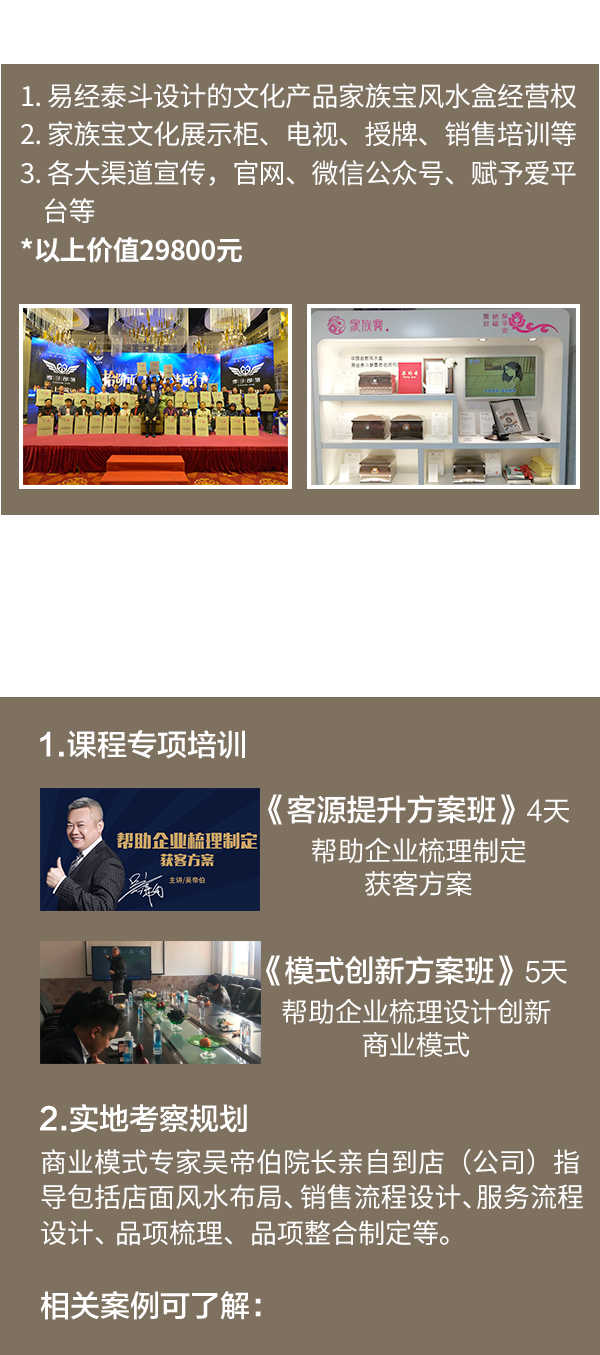 1. 易经泰斗设计的文化产品家族宝风水盒经营权
2. 家族宝文化展示柜、电视、授牌、销售培训等
3. 各大渠道宣传，官网、微信公众号、赋予爱平
台等
*以上价值29800元
家族宝
1.课程专项培训
帮助企业梳理制定
获客方案
主讲/吴帝伯
《客源提升方案班》4天
帮助企业梳理制定
获客方案
《模式创新方案班》5天
帮助企业梳理设计创新
商业模式
2.实地考察规划
商业模式专家吴帝伯院长亲自到店（公司）指
导包括店面风水布局、销售流程设计、服务流程
设计、品项梳理、品项整合制定等。
相关案例可了解：